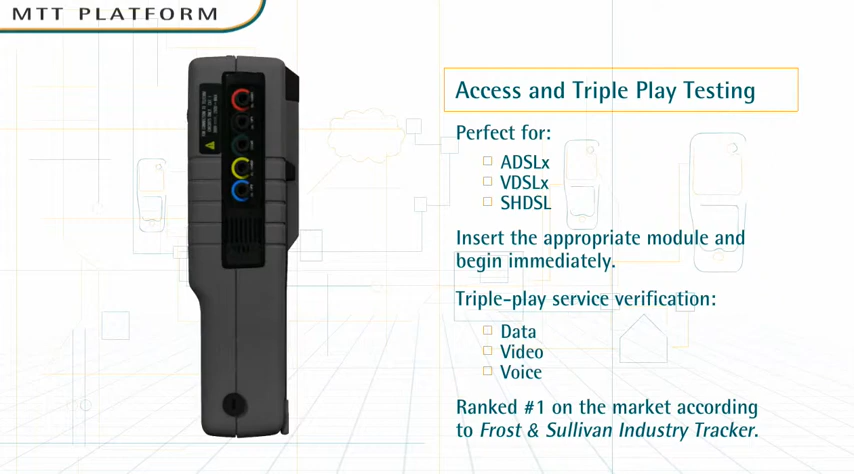 MTT PLATFORM
Access and Triple Play Testing
Perfect for:
ADSLx
VDSLx
SHDSL
Insert the appropriate module and
begin immediately.
Triple-play service verification:
Data
Video
Voice
Ranked #1 on the market according
to Frost & Sullivan Industry Tracker.